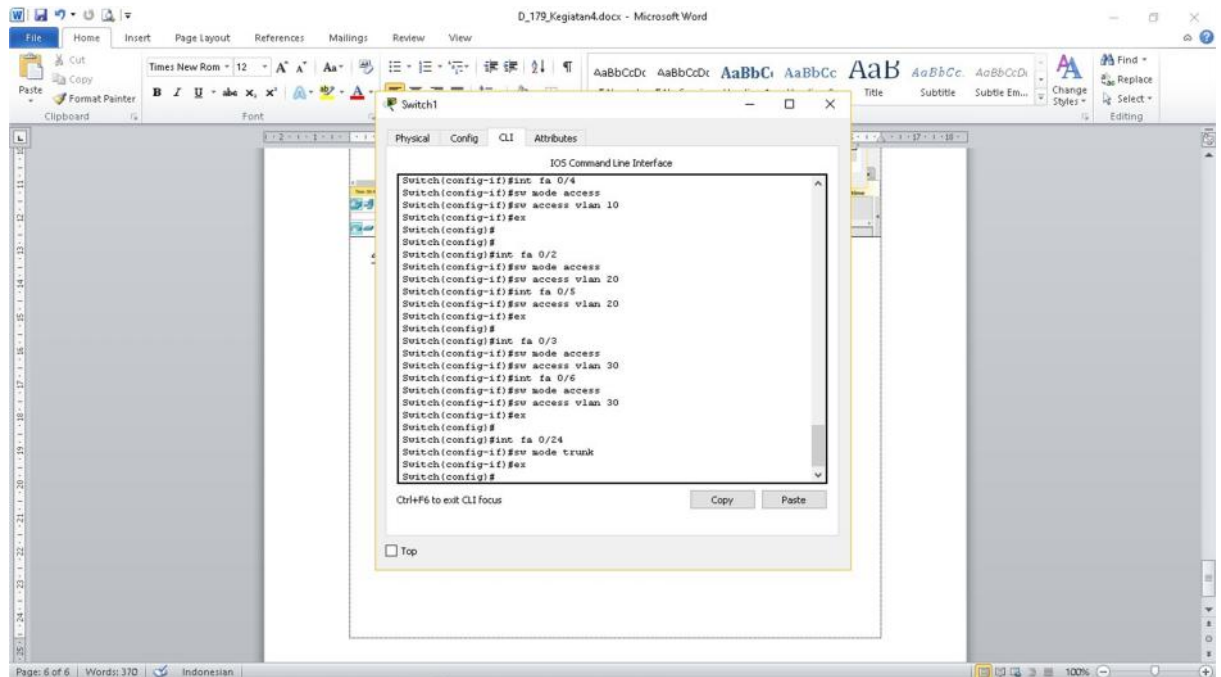 D_179_Kegiatan4.docx - Microsoft Word
File Home Insert Page Layout References Mailings Review View
Paste
Cut
Copy
Format Painter
Clipboard
Times New Rom 12
Font
AaBbCcDc AaBbCcDc AaBbC AaBbCc AaB AaBbCc. AaBbCcDc
Title Subtitle Subtle Em...
Change Styles
Find
Replace
Select
Editing
Switch1
Physical Config CLI Attributes
IOS Command Line Interface
Switch(config-if)#int fa 0/4
Switch(config-if)#sw mode access
Switch(config-if)#sw access vlan 10
Switch(config-if)#ex
Switch(config)#
Switch(config)#
Switch(config)#int fa 0/2
Switch(config-if)#sw mode access
Switch(config-if)#sw access vlan 20
Switch(config-if)#int fa 0/5
Switch(config-if)#sw access vlan 20
Switch(config-if)#ex
Switch(config)#
Switch(config)#int fa 0/3
Switch(config-if)#sw mode access
Switch(config-if)#sw access vlan 30
Switch(config-if)#int fa 0/6
Switch(config-if)#sw mode access
Switch(config-if)#sw access vlan 30
Switch(config-if)#ex
Switch(config)#
Switch(config)#int fa 0/24
Switch(config-if)#sw mode trunk
Switch(config-if)#ex
Switch(config)#
Ctrl+F6 to exit CLI focus
Copy Paste
Top
Page: 6 of 6 Words: 370 Indonesian 100%